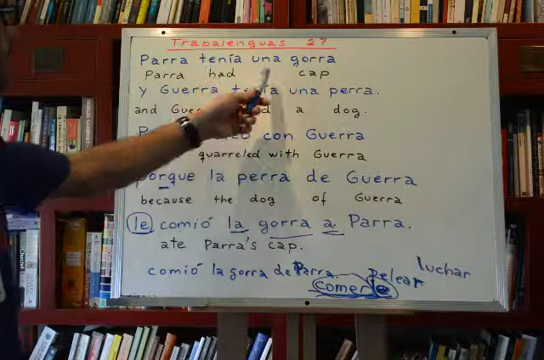 Trabalenguas 27
Parra tenía una gorra
Parra had cap.
y Guerra tenía una perra.
and a dog.
con Guerra
quarreled with Guerra
porque la perra de Guerra
because the dog of Guerra
le comió la gorra a Parra.
ate Parra's cap.
comió la gorra de Parra. pelear luchar
comerle